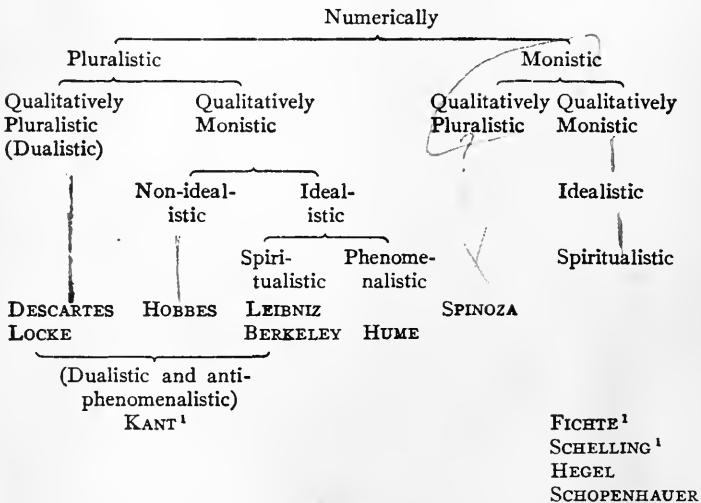 Numerically
Pluralistic Monistic
Qualitatively Qualitatively Qualitatively Qualitatively
Pluralistic Monistic Pluralistic Monistic
(Dualistic)
?
Non-ideal- Ideal- Idealistic
istic istic
Spiri- Phenome- Spiritualistic
tualistic nalistic
DESCARTES HOBBES LEIBNIZ SPINOZA
LOCKE BERKELEY HUME
(Dualistic and anti-
phenomenalistic)
KANT¹
FICHTE¹
SCHELLING¹
HEGEL
SCHOPENHAUER